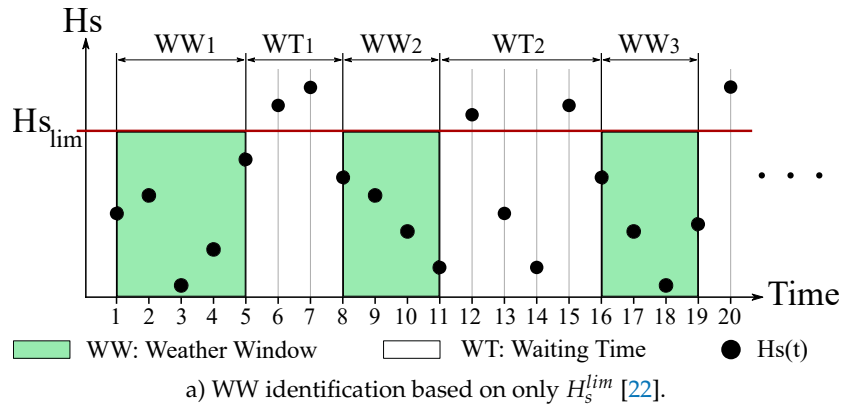 Hs
WW1 WT1 WW2 WT2 WW3
Hslim
1 2 3 4 5 6 7 8 9 10 11 12 13 14 15 16 17 18 19 20 Time
WW: Weather Window WT: Waiting Time Hs(t)
a) WW identification based on only H_s^{lim} [22].